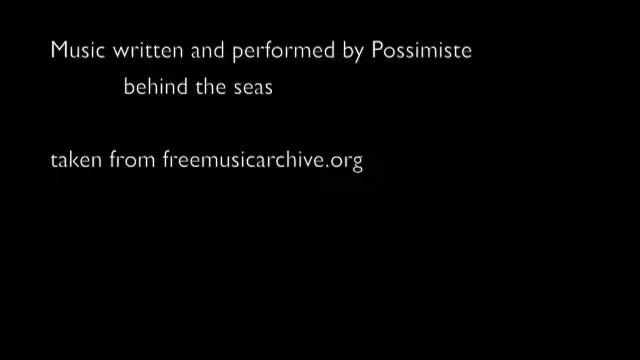 Music written and performed by Possimiste
behind the seas
taken from freemusicarchive.org